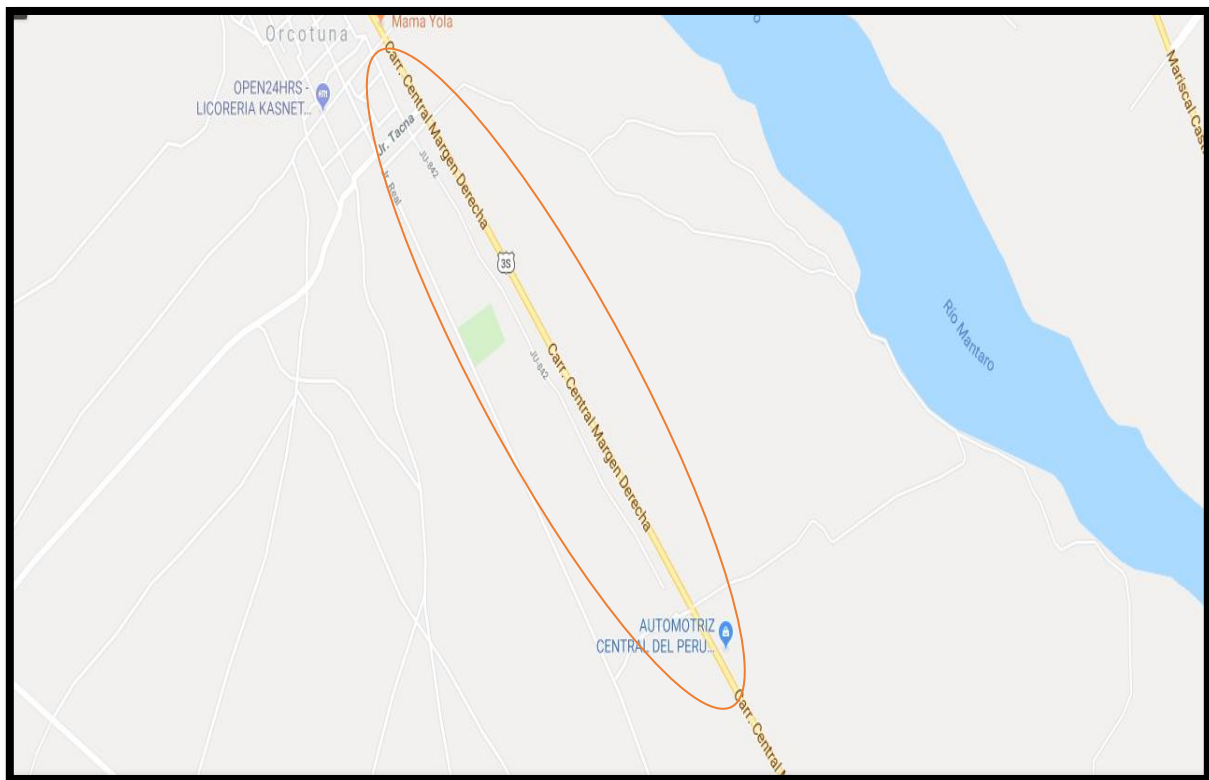 Mama Yola
Orcotuna
OPEN24HRS -
LICORERIA KASNET...
Carr. Central Margen Derecha
Jr. Tacna
JU-842
Jr. Real
3S
Mariscal Cast
Río Mantaro
JU-842
Carr. Central Margen Derecha
AUTOMOTRIZ
CENTRAL DEL PERU...
Carr. Central M